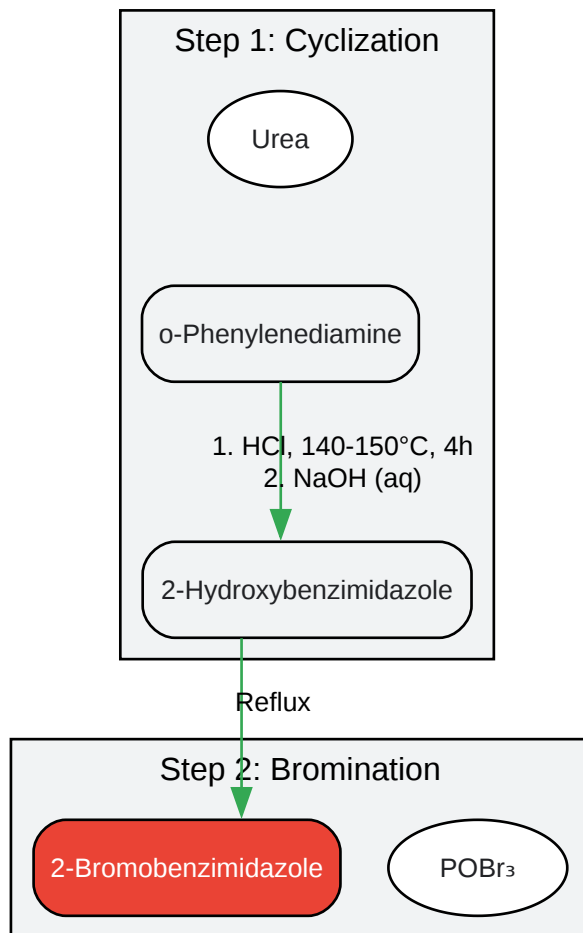 Step 1: Cyclization
Urea
o-Phenylenediamine
1. HCl, 140-150°C, 4h
2. NaOH (aq)
2-Hydroxybenzimidazole
Reflux
Step 2: Bromination
2-Bromobenzimidazole
POBr₃